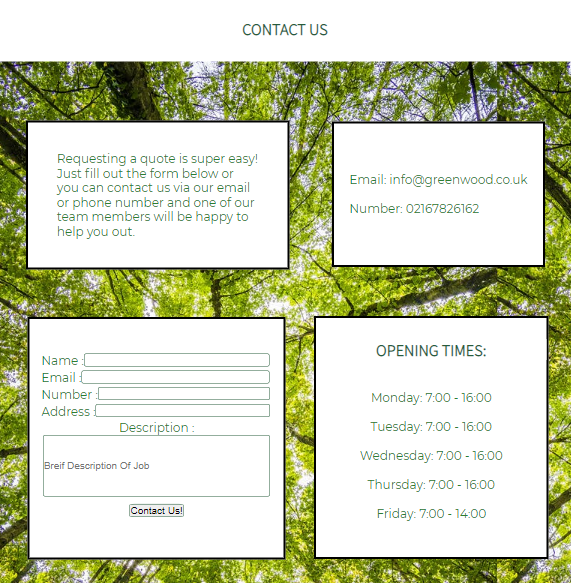 CONTACT US
Requesting a quote is super easy!
Just fill out the form below or
you can contact us via our email
or phone number and one of our
team members will be happy to
help you out.
Email: info@greenwood.co.uk
Number: 02167826162
Name :
Email :
Number :
Address :
Description :
Breif Description Of Job
Contact Us!
OPENING TIMES:
Monday: 7:00 - 16:00
Tuesday: 7:00 - 16:00
Wednesday: 7:00 - 16:00
Thursday: 7:00 - 16:00
Friday: 7:00 - 14:00